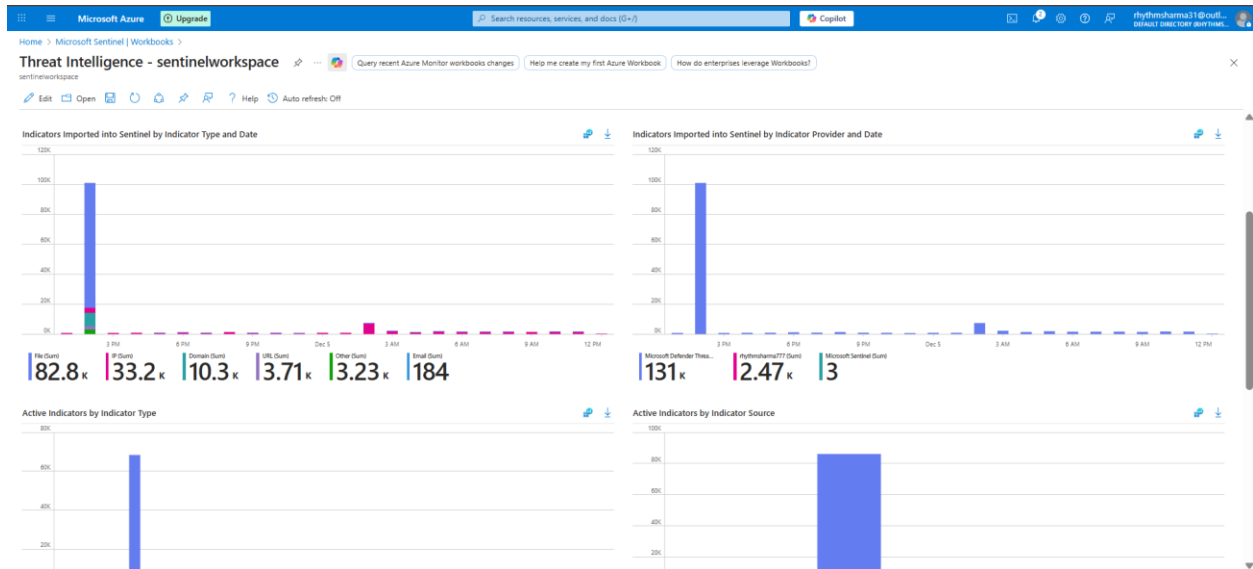 Microsoft Azure
Upgrade
Search resources, services, and docs (G+/)
Copilot
2
rhythmsharma31@outl...
DEFAULT DIRECTORY (RHYTHMS...
Home > Microsoft Sentinel | Workbooks >
Threat Intelligence - sentinelworkspace
Query recent Azure Monitor workbooks changes
Help me create my first Azure Workbook
How do enterprises leverage Workbooks?
sentinelworkspace
Edit Open ? Help Auto refresh: Off
Indicators Imported into Sentinel by Indicator Type and Date
120K
100K
80K
60K
40K
20K
0K
3 PM 6 PM 9 PM Dec 5 3 AM 6 AM 9 AM 12 PM
File (Sum) IP (Sum) Domain (Sum) URL (Sum) Other (Sum) Email (Sum)
82.8 K 33.2 K 10.3 K 3.71 K 3.23 K 184
Indicators Imported into Sentinel by Indicator Provider and Date
120K
100K
80K
60K
40K
20K
0K
3 PM 6 PM 9 PM Dec 5 3 AM 6 AM 9 AM 12 PM
Microsoft Defender Threa... rhythmsharma777 (Sum) Microsoft Sentinel (Sum)
131 K 2.47 K 3
Active Indicators by Indicator Type
80K
60K
40K
20K
Active Indicators by Indicator Source
100K
80K
60K
40K
20K